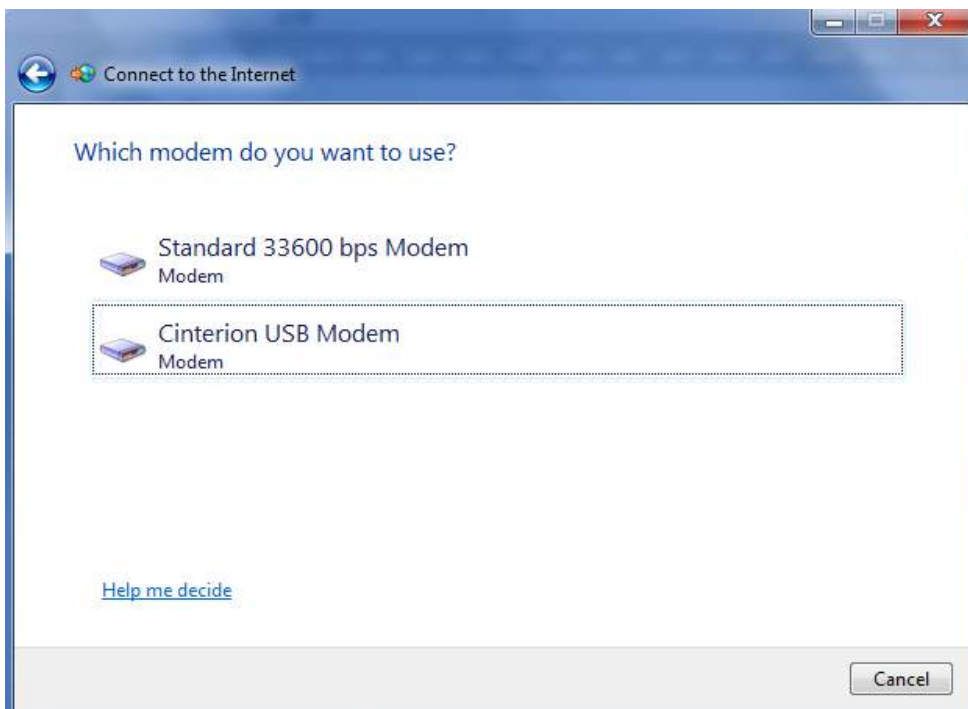 Connect to the Internet
Which modem do you want to use?
Standard 33600 bps Modem
Modem
Cinterion USB Modem
Modem
Help me decide
Cancel